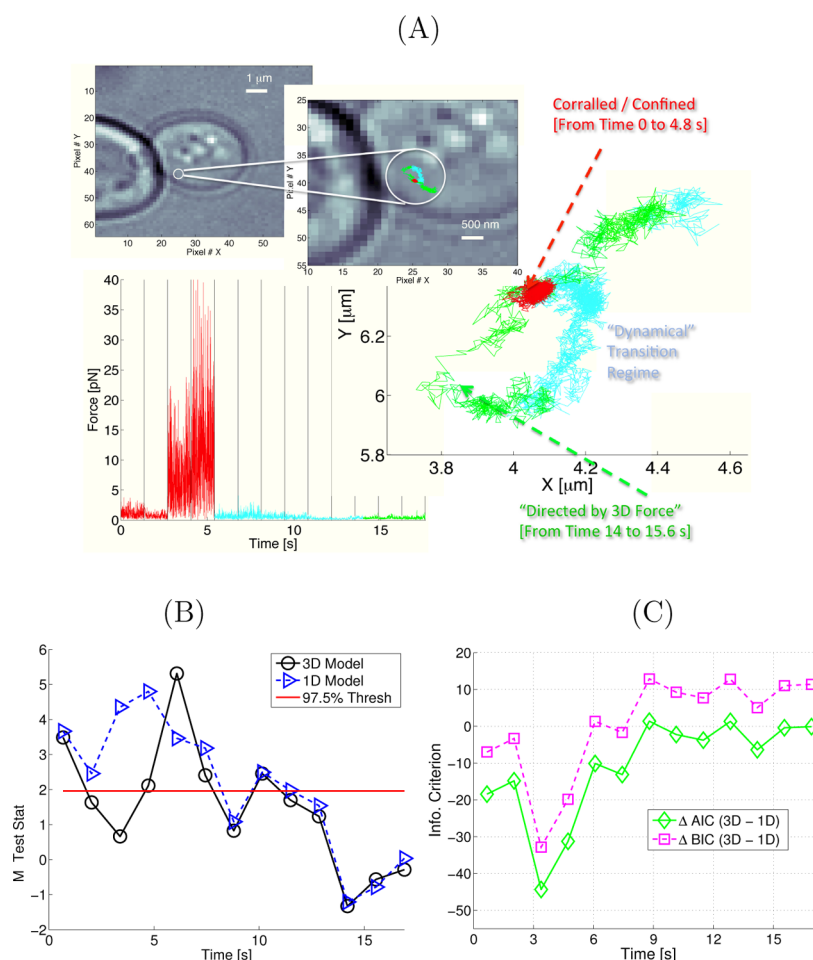 (A)
1 μm
Pixel # Y
10
20
30
40
50
60
10 20 30 40 50
Pixel # X
25
30
35
40
45
50
55
Pixel # Y
500 nm
10 15 20 25 30 35 40
Pixel # X
Corralled / Confined
[From Time 0 to 4.8 s]
Y [μm]
6.2
6
5.8
3.8 4 4.2 4.4 4.6
X [μm]
"Dynamical"
Transition
Regime
"Directed by 3D Force"
[From Time 14 to 15.6 s]
Force [pN]
40
35
30
25
20
15
10
5
0
0 5 10 15
Time [s]
(B)
M Test Stat
6
5
4
3
2
1
0
−1
−2
5 10 15
Time [s]
3D Model
1D Model
97.5% Thresh
(C)
Info. Criterion
20
10
0
−10
−20
−30
−40
−50
0 3 6 9 12 15
Time [s]
Δ AIC (3D − 1D)
Δ BIC (3D − 1D)